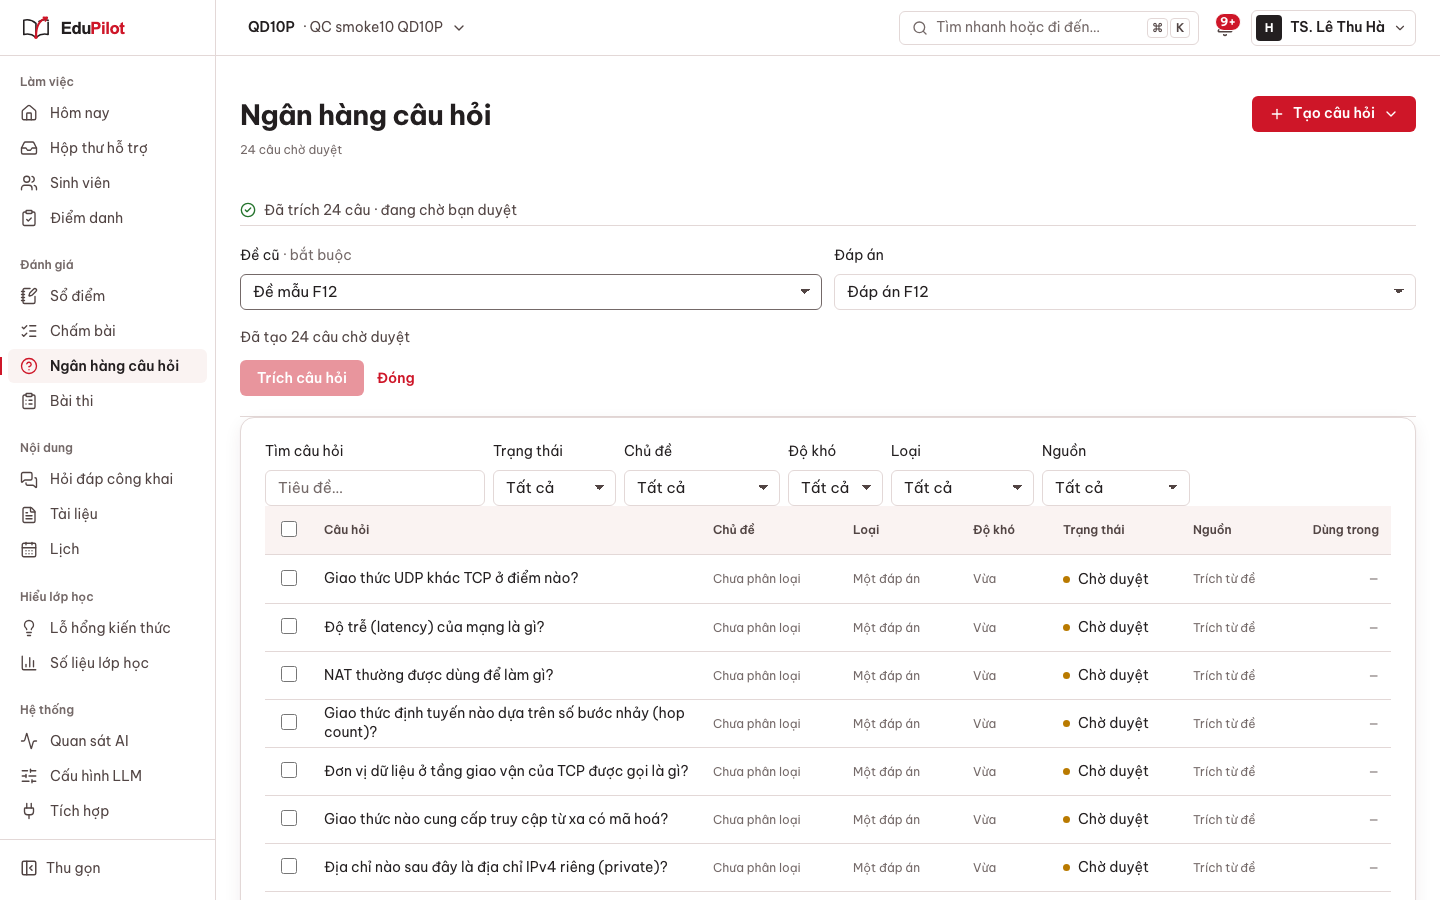 EduPilot
QD10P · QC smoke10 QD10P
Tìm nhanh hoặc đi đến...
⌘ K
9+
H
TS. Lê Thu Hà
Làm việc
Hôm nay
Hộp thư hỗ trợ
Sinh viên
Điểm danh
Đánh giá
Sổ điểm
Chấm bài
Ngân hàng câu hỏi
Bài thi
Nội dung
Hỏi đáp công khai
Tài liệu
Lịch
Hiểu lớp học
Lỗ hổng kiến thức
Số liệu lớp học
Hệ thống
Quan sát AI
Cấu hình LLM
Tích hợp
Thu gọn
Ngân hàng câu hỏi
24 câu chờ duyệt
Tạo câu hỏi
Đã trích 24 câu · đang chờ bạn duyệt
Đề cũ · bắt buộc
Đáp án
Đề mẫu F12
Đáp án F12
Đã tạo 24 câu chờ duyệt
Trích câu hỏi
Đóng
Tìm câu hỏi Trạng thái Chủ đề Độ khó Loại Nguồn
Tiêu đề... Tất cả Tất cả Tất cả Tất cả Tất cả
Câu hỏi Chủ đề Loại Độ khó Trạng thái Nguồn Dùng trong
Giao thức UDP khác TCP ở điểm nào? Chưa phân loại Một đáp án Vừa Chờ duyệt Trích từ đề —
Độ trễ (latency) của mạng là gì? Chưa phân loại Một đáp án Vừa Chờ duyệt Trích từ đề —
NAT thường được dùng để làm gì? Chưa phân loại Một đáp án Vừa Chờ duyệt Trích từ đề —
Giao thức định tuyến nào dựa trên số bước nhảy (hop
count)? Chưa phân loại Một đáp án Vừa Chờ duyệt Trích từ đề —
Đơn vị dữ liệu ở tầng giao vận của TCP được gọi là gì? Chưa phân loại Một đáp án Vừa Chờ duyệt Trích từ đề —
Giao thức nào cung cấp truy cập từ xa có mã hoá? Chưa phân loại Một đáp án Vừa Chờ duyệt Trích từ đề —
Địa chỉ nào sau đây là địa chỉ IPv4 riêng (private)? Chưa phân loại Một đáp án Vừa Chờ duyệt Trích từ đề —